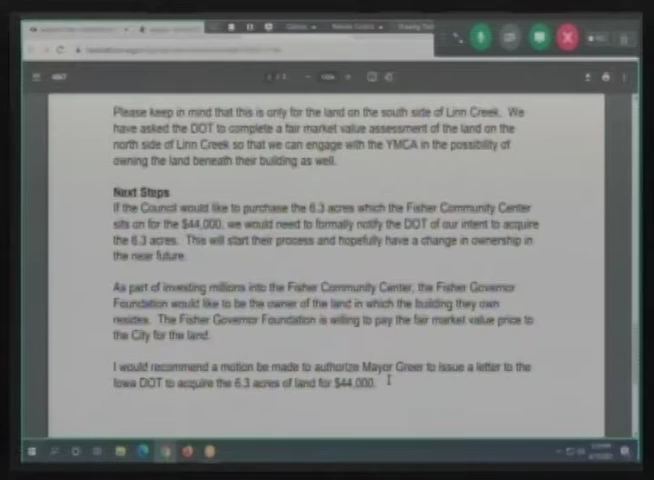 Please keep in mind that this is only for the land on the south side of Linn Creek. We
have asked the DOT to complete a fair market value assessment of the land on the
north side of Linn Creek so that we can engage with the YMCA in the possibility of
owning the land beneath their building as well.
Next Steps
If the Council would like to purchase the 6.3 acres which the Fisher Community Center
sits on for the $44,000, we would need to formally notify the DOT of our intent to acquire
the 6.3 acres. This will start their process and hopefully have a change in ownership in
the near future.
As part of investing millions into the Fisher Community Center, the Fisher Governor
Foundation would like to be the owner of the land in which the building they own
resides. The Fisher Governor Foundation is willing to pay the fair market value price to
the City for the land.
I would recommend a motion be made to authorize Mayor Greer to issue a letter to the
Iowa DOT to acquire the 6.3 acres of land for $44,000.